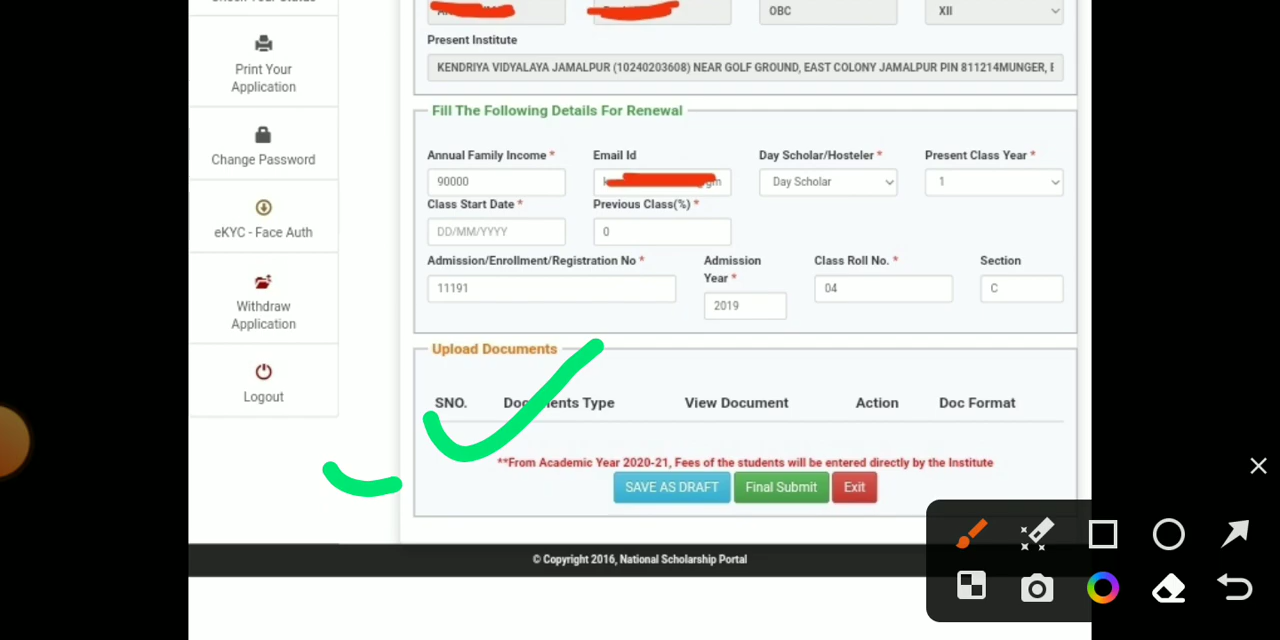 Check Your Status
Print Your
Application
Change Password
eKYC - Face Auth
Withdraw
Application
Logout
OBC
XII
Present Institute
KENDRIYA VIDYALAYA JAMALPUR (10240203608) NEAR GOLF GROUND, EAST COLONY JAMALPUR PIN 811214MUNGER,
Fill The Following Details For Renewal
Annual Family Income * Email Id Day Scholar/Hosteler * Present Class Year *
90000 Day Scholar 1
Class Start Date * Previous Class(%) *
DD/MM/YYYY 0
Admission/Enrollment/Registration No * Admission Year * Class Roll No. * Section
11191 2019 04 C
Upload Documents
SNO. Documents Type View Document Action Doc Format
**From Academic Year 2020-21, Fees of the students will be entered directly by the Institute
SAVE AS DRAFT Final Submit Exit
© Copyright 2016, National Scholarship Portal